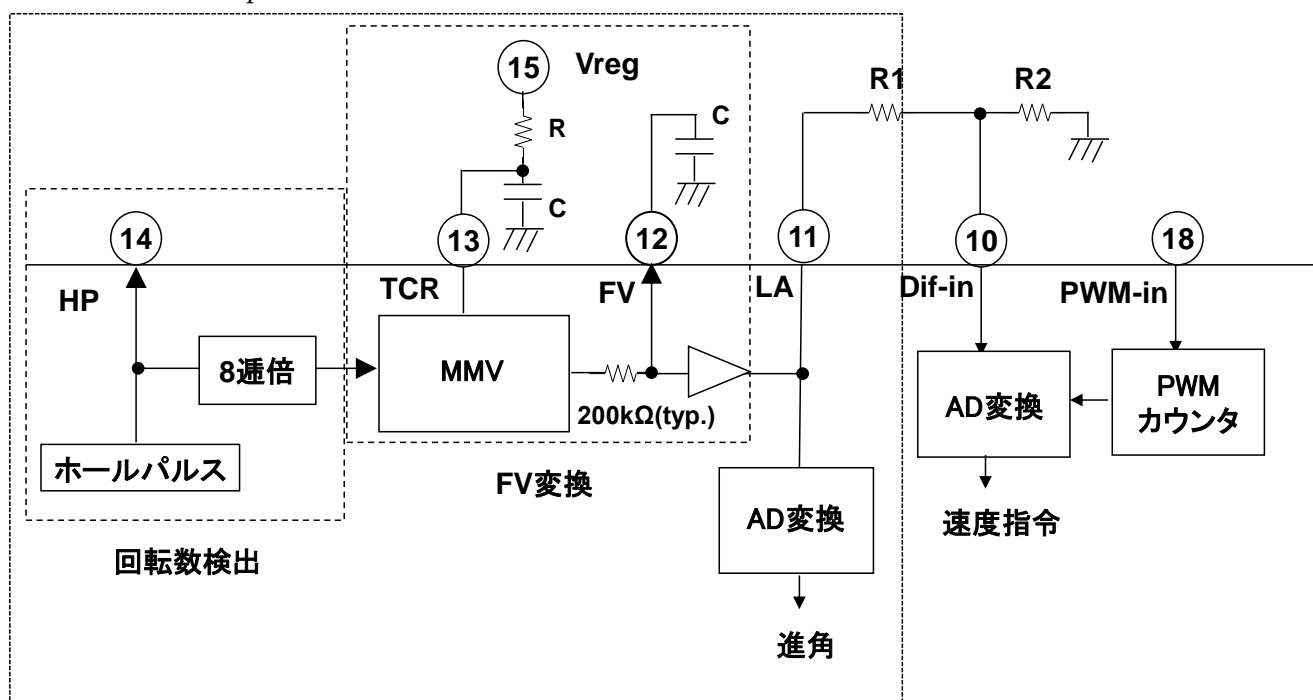 15 Vreg
R
C
C
R1
R2
14
13
12
11
10
18
HP
TCR
FV
LA
Dif-in
PWM-in
8逓倍
MMV
200kΩ(typ.)
AD変換
PWM
カウンタ
ホールパルス
FV変換
AD変換
速度指令
回転数検出
進角